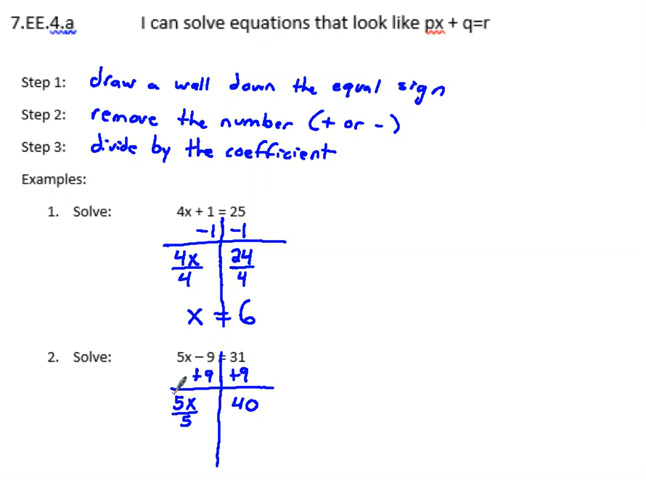 7.EE.4.a I can solve equations that look like px + q=r
Step 1: draw a wall down the equal sign
Step 2: remove the number (+ or -)
Step 3: divide by the coefficient
Examples:
1. Solve: 4x + 1 = 25
-1 | -1
4x/4 | 24/4
x = 6
2. Solve: 5x – 9 = 31
+9 | +9
5x/5 | 40